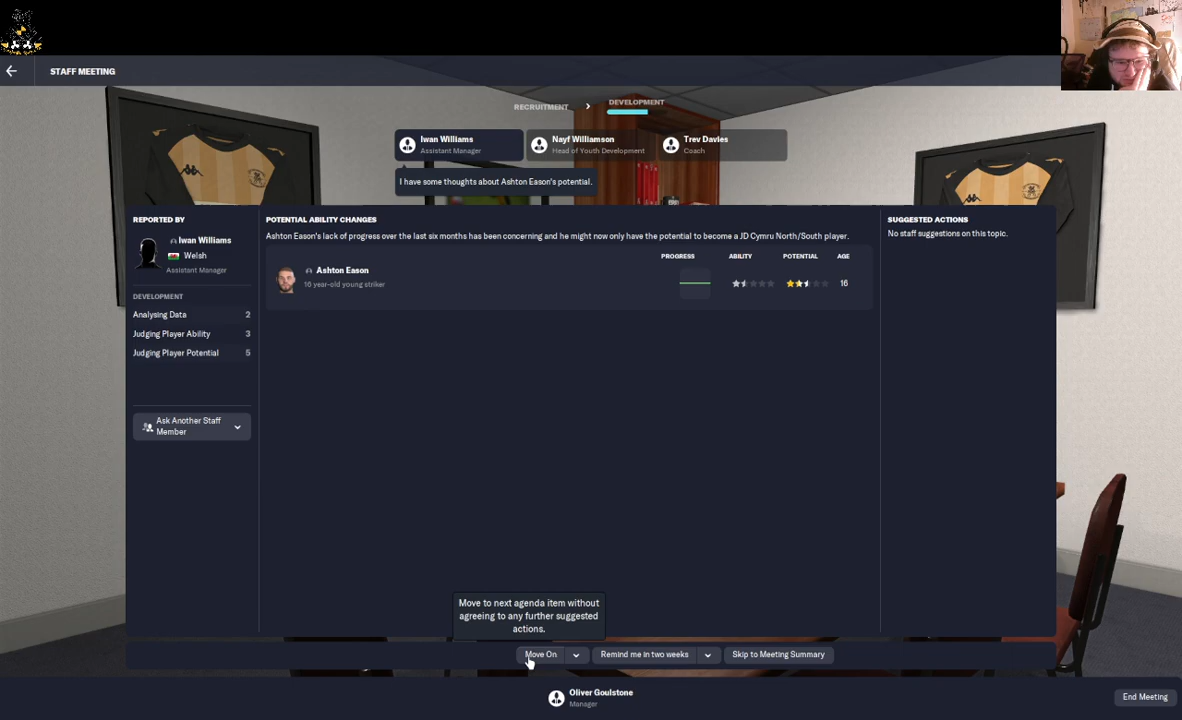 STAFF MEETING
RECRUITMENT
DEVELOPMENT
Iwan Williams
Assistant Manager
Nayf Williamson
Head of Youth Development
Trev Davies
Coach
I have some thoughts about Ashton Eason's potential.
REPORTED BY
Iwan Williams
Welsh
Assistant Manager
DEVELOPMENT
Analysing Data 2
Judging Player Ability 3
Judging Player Potential 5
Ask Another Staff
Member
POTENTIAL ABILITY CHANGES
Ashton Eason's lack of progress over the last six months has been concerning and he might now only have the potential to become a JD Cymru North/South player.
PROGRESS ABILITY POTENTIAL AGE
Ashton Eason
16 year-old young striker
16
SUGGESTED ACTIONS
No staff suggestions on this topic.
Move to next agenda item without
agreeing to any further suggested
actions.
Move On
Remind me in two weeks
Skip to Meeting Summary
Oliver Goulstone
Manager
End Meeting